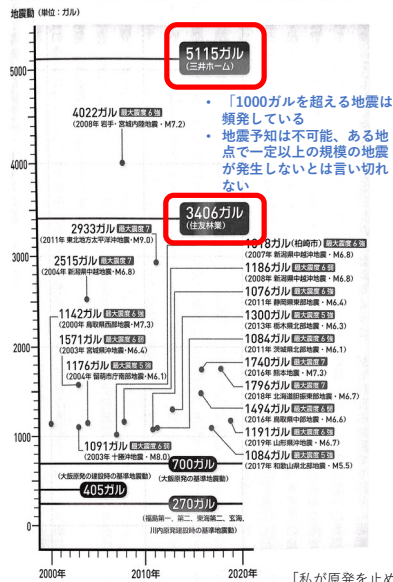 地震動（単位：ガル）
5115ガル
（三井ホーム）
5000
4022ガル 最大震度6強
（2008年 岩手・宮城内陸地震・M7.2）
• 「1000ガルを超える地震は
頻発している
• 地震予知は不可能、ある地
点で一定以上の規模の地震
が発生しないとは言い切れ
ない
4000
3406ガル
（住友林業）
2933ガル 最大震度7
（2011年 東北地方太平洋沖地震・M9.0）
3000
2515ガル 最大震度7
（2004年 新潟県中越地震・M6.8）
1018ガル（柏崎市）最大震度6強
（2007年 新潟県中越沖地震・M6.8）
1186ガル 最大震度6弱
（2008年 新潟県中越沖地震・M6.8）
1076ガル 最大震度6強
（2011年 静岡県東部地震・M6.4）
1142ガル 最大震度6強
（2000年 鳥取県西部地震・M7.3）
1300ガル 最大震度5強
（2013年 栃木県北部地震・M6.3）
2000
1571ガル 最大震度6弱
（2003年 宮城県沖地震・M6.4）
1084ガル 最大震度6弱
（2011年 茨城県北部地震・M6.1）
1176ガル 最大震度5強
（2004年 留萌市庁南部地震・M6.1）
1740ガル 最大震度7
（2016年 熊本地震・M7.3）
1796ガル 最大震度7
（2018年 北海道胆振東部地震・M6.7）
1494ガル 最大震度6弱
（2016年 鳥取県中部地震・M6.6）
1191ガル 最大震度6強
（2019年 山形県沖地震・M6.7）
1000
1091ガル 最大震度6弱
（2003年 十勝沖地震・M8.0）
1084ガル 最大震度5弱
（2017年 和歌山県北部地震・M5.5）
700ガル
（大飯原発の建設時の基準地震動）
（大飯原発の基準地震動）
405ガル
270ガル
（福島第一、第二、東海第二、玄海、
川内原発建設時の基準地震動）
0
2000年
2010年
2020年
「私が原発を止め